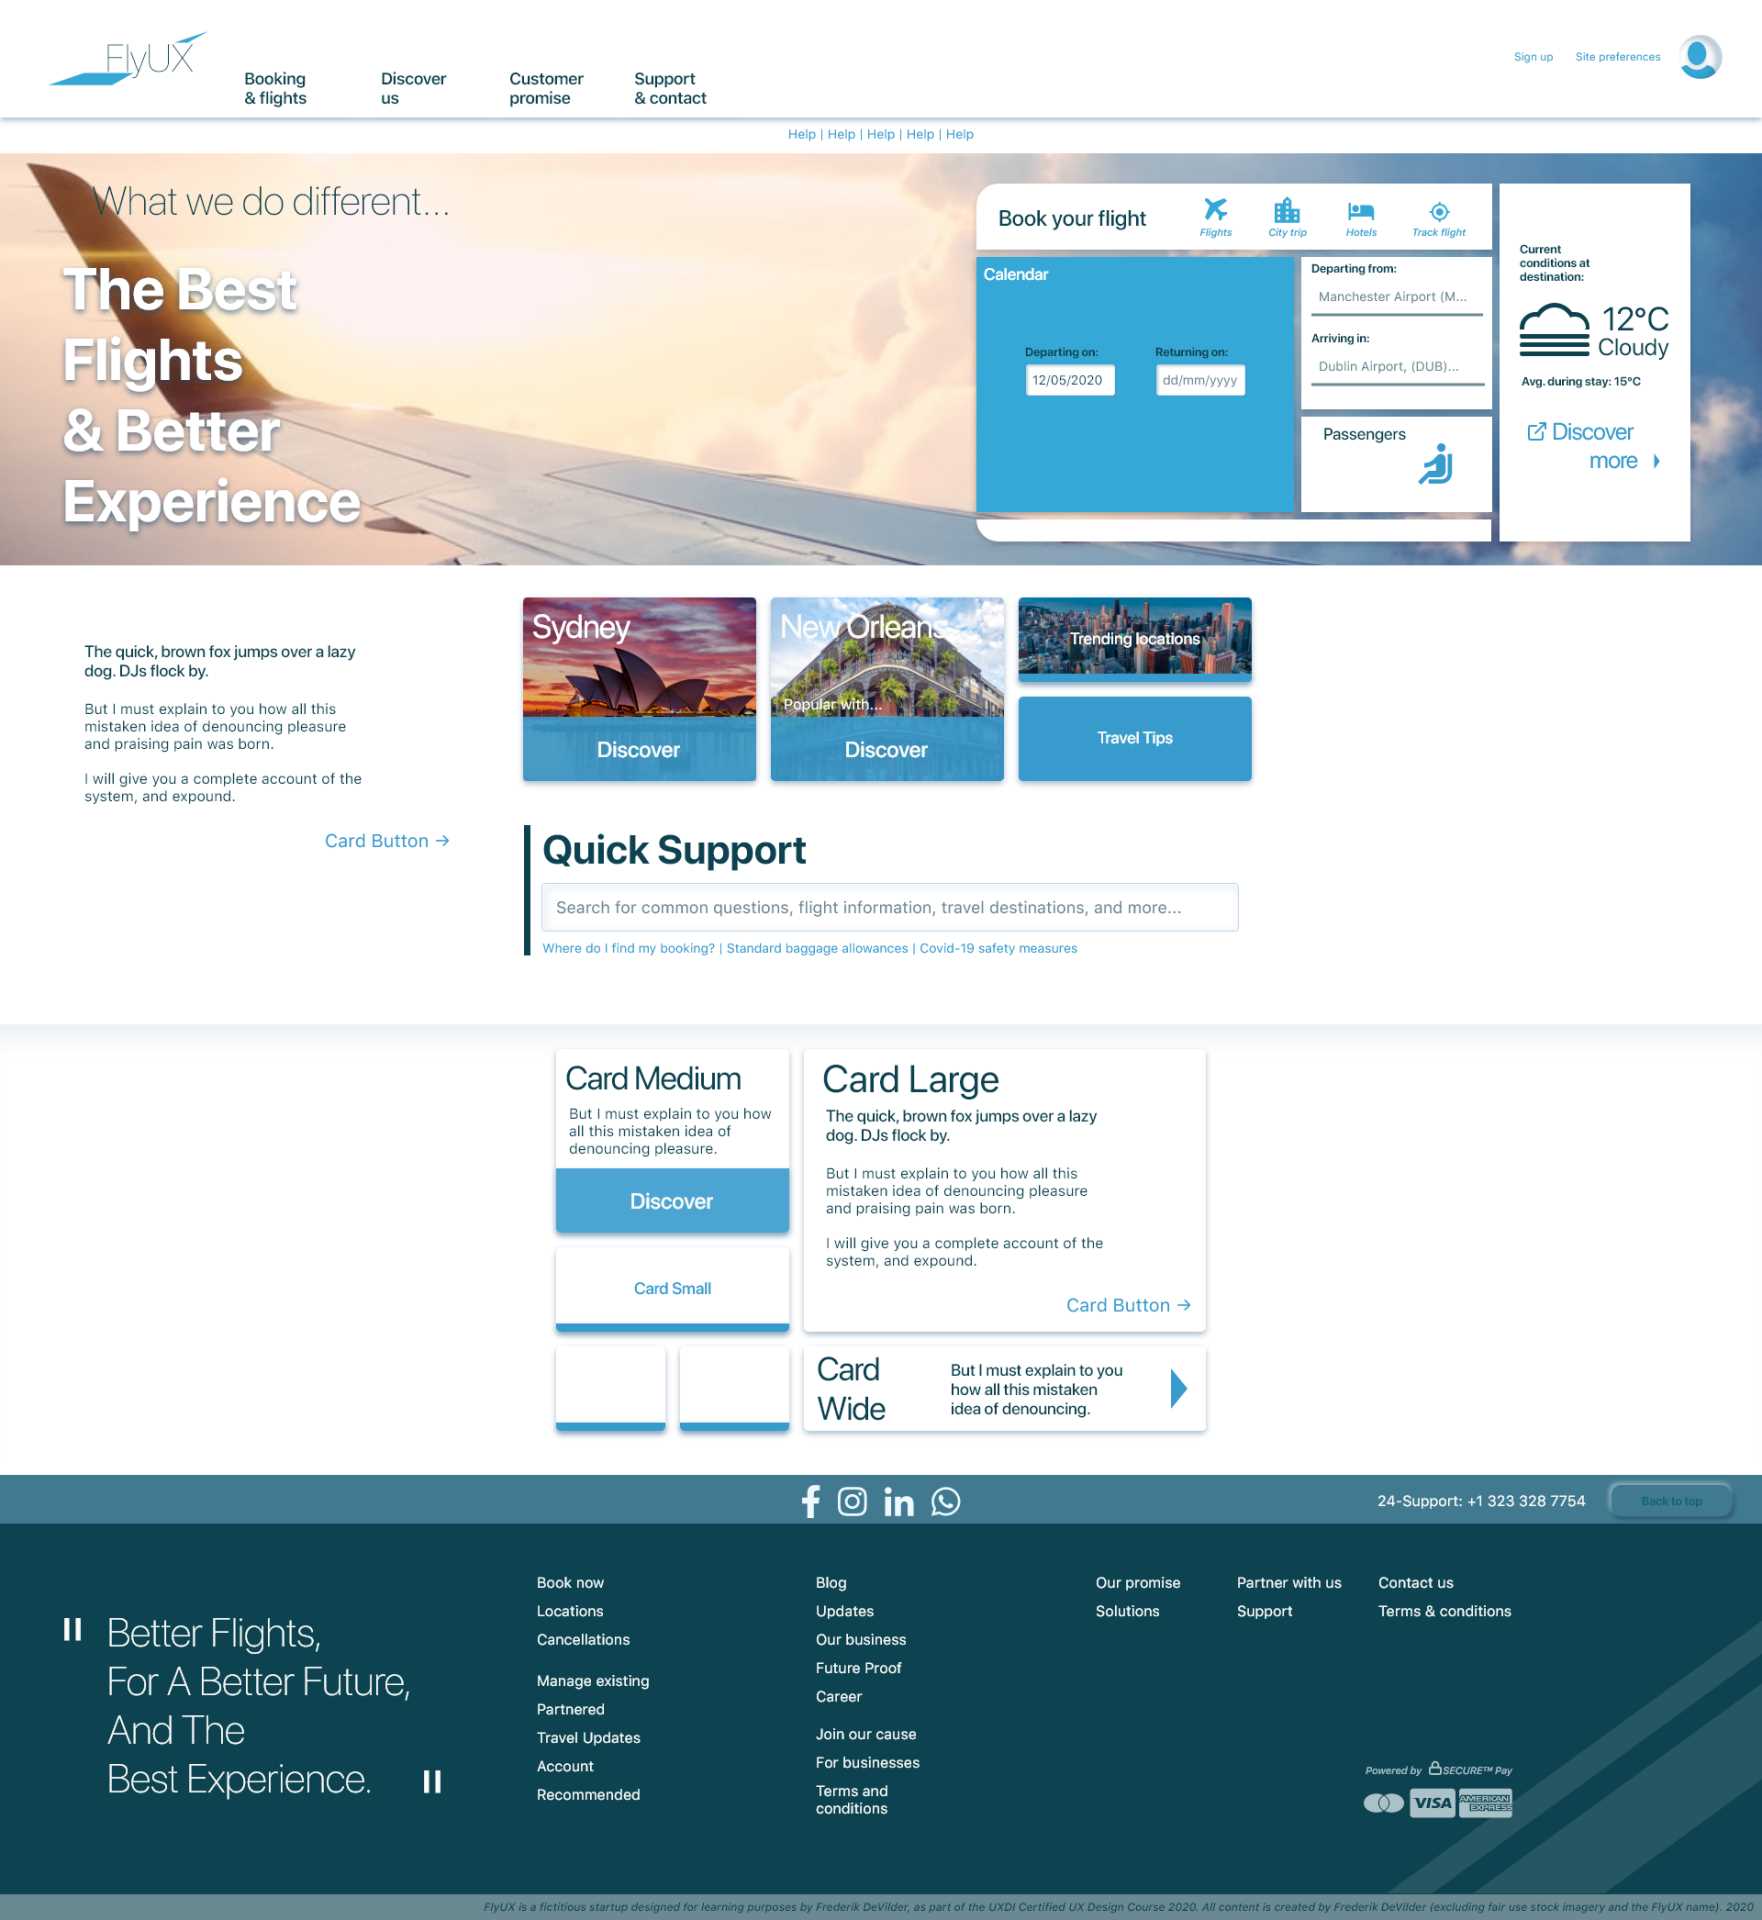 FlyUX
Booking
& flights
Discover
us
Customer
promise
Support
& contact
Sign up
Site preferences
Help | Help | Help | Help | Help
What we do different...
The Best
Flights
& Better
Experience
Book your flight
Flights
City trip
Hotels
Track flight
Calendar
Departing on:
12/05/2020
Returning on:
dd/mm/yyyy
Departing from:
Manchester Airport (M...
Arriving in:
Dublin Airport, (DUB)...
Passengers
Current
conditions at
destination:
12°C
Cloudy
Avg. during stay: 15°C
Discover
more
The quick, brown fox jumps over a lazy
dog. DJs flock by.
But I must explain to you how all this
mistaken idea of denouncing pleasure
and praising pain was born.
I will give you a complete account of the
system, and expound.
Card Button →
Sydney
Discover
New Orleans
Popular with...
Discover
Trending locations
Travel Tips
Quick Support
Search for common questions, flight information, travel destinations, and more...
Where do I find my booking? | Standard baggage allowances | Covid-19 safety measures
Card Medium
But I must explain to you how
all this mistaken idea of
denouncing pleasure.
Discover
Card Small
Card Large
The quick, brown fox jumps over a lazy
dog. DJs flock by.
But I must explain to you how all this
mistaken idea of denouncing pleasure
and praising pain was born.
I will give you a complete account of the
system, and expound.
Card Button →
Card
Wide
But I must explain to you
how all this mistaken
idea of denouncing.
24-Support: +1 323 328 7754
Back to top
" Better Flights,
For A Better Future,
And The
Best Experience. "
Book now
Locations
Cancellations
Manage existing
Partnered
Travel Updates
Account
Recommended
Blog
Updates
Our business
Future Proof
Career
Join our cause
For businesses
Terms and
conditions
Our promise
Solutions
Partner with us
Support
Contact us
Terms & conditions
Powered by SECURE™ Pay
VISA
AMERICAN
EXPRESS
FlyUX is a fictitious startup designed for learning purposes by Frederik DeVilder, as part of the UXDI Certified UX Design Course 2020. All content is created by Frederik DeVilder (excluding fair use stock imagery and the FlyUX name). 2020